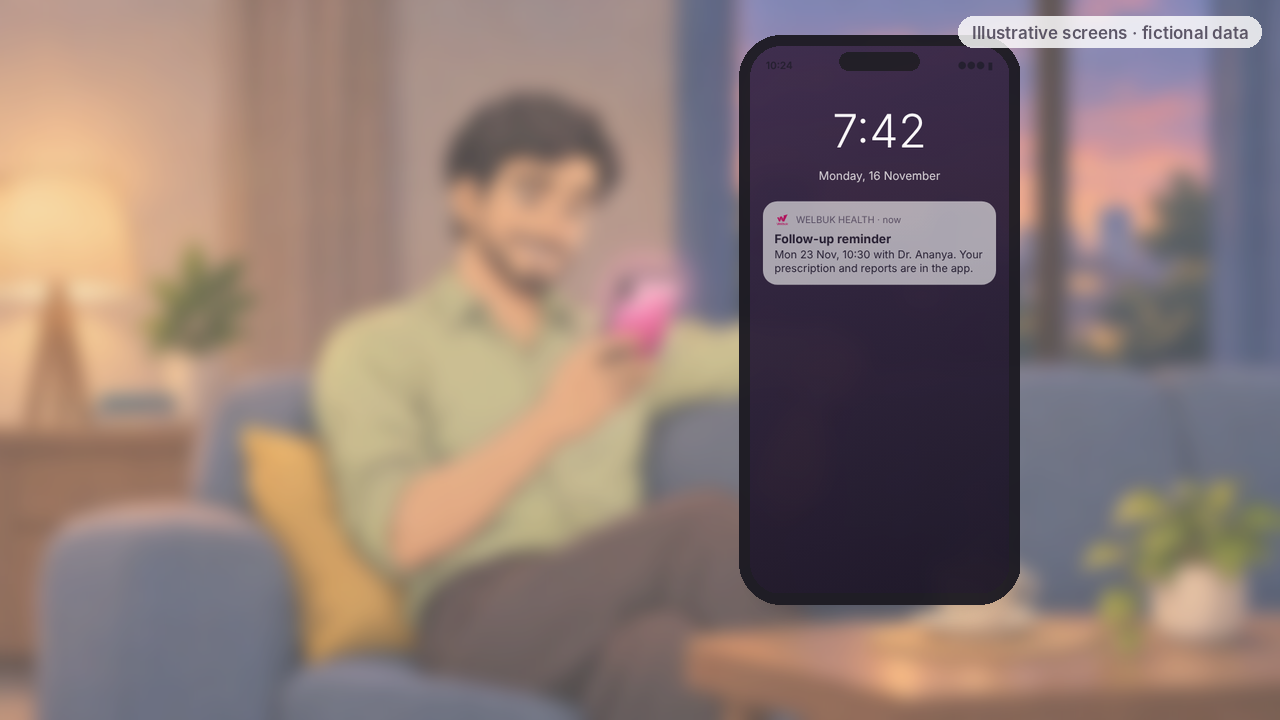 Illustrative screens · fictional data
10:24
7:42
Monday, 16 November
WELBUK HEALTH · now
Follow-up reminder
Mon 23 Nov, 10:30 with Dr. Ananya. Your
prescription and reports are in the app.